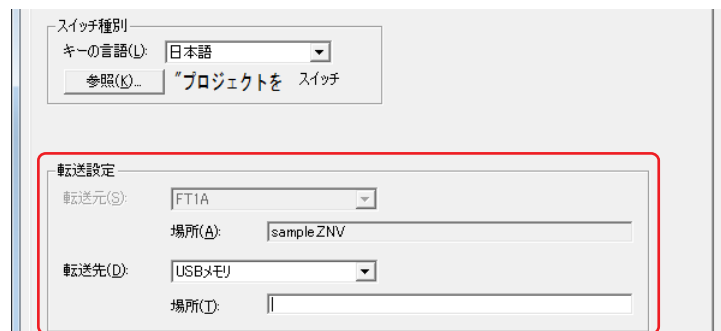 スイッチ種別
キーの言語(L): 日本語
参照(K)... ″プロジェクトを スイッチ
転送設定
転送元(S): FT1A
場所(A): sample.ZNV
転送先(D): USBメモリ
場所(T):